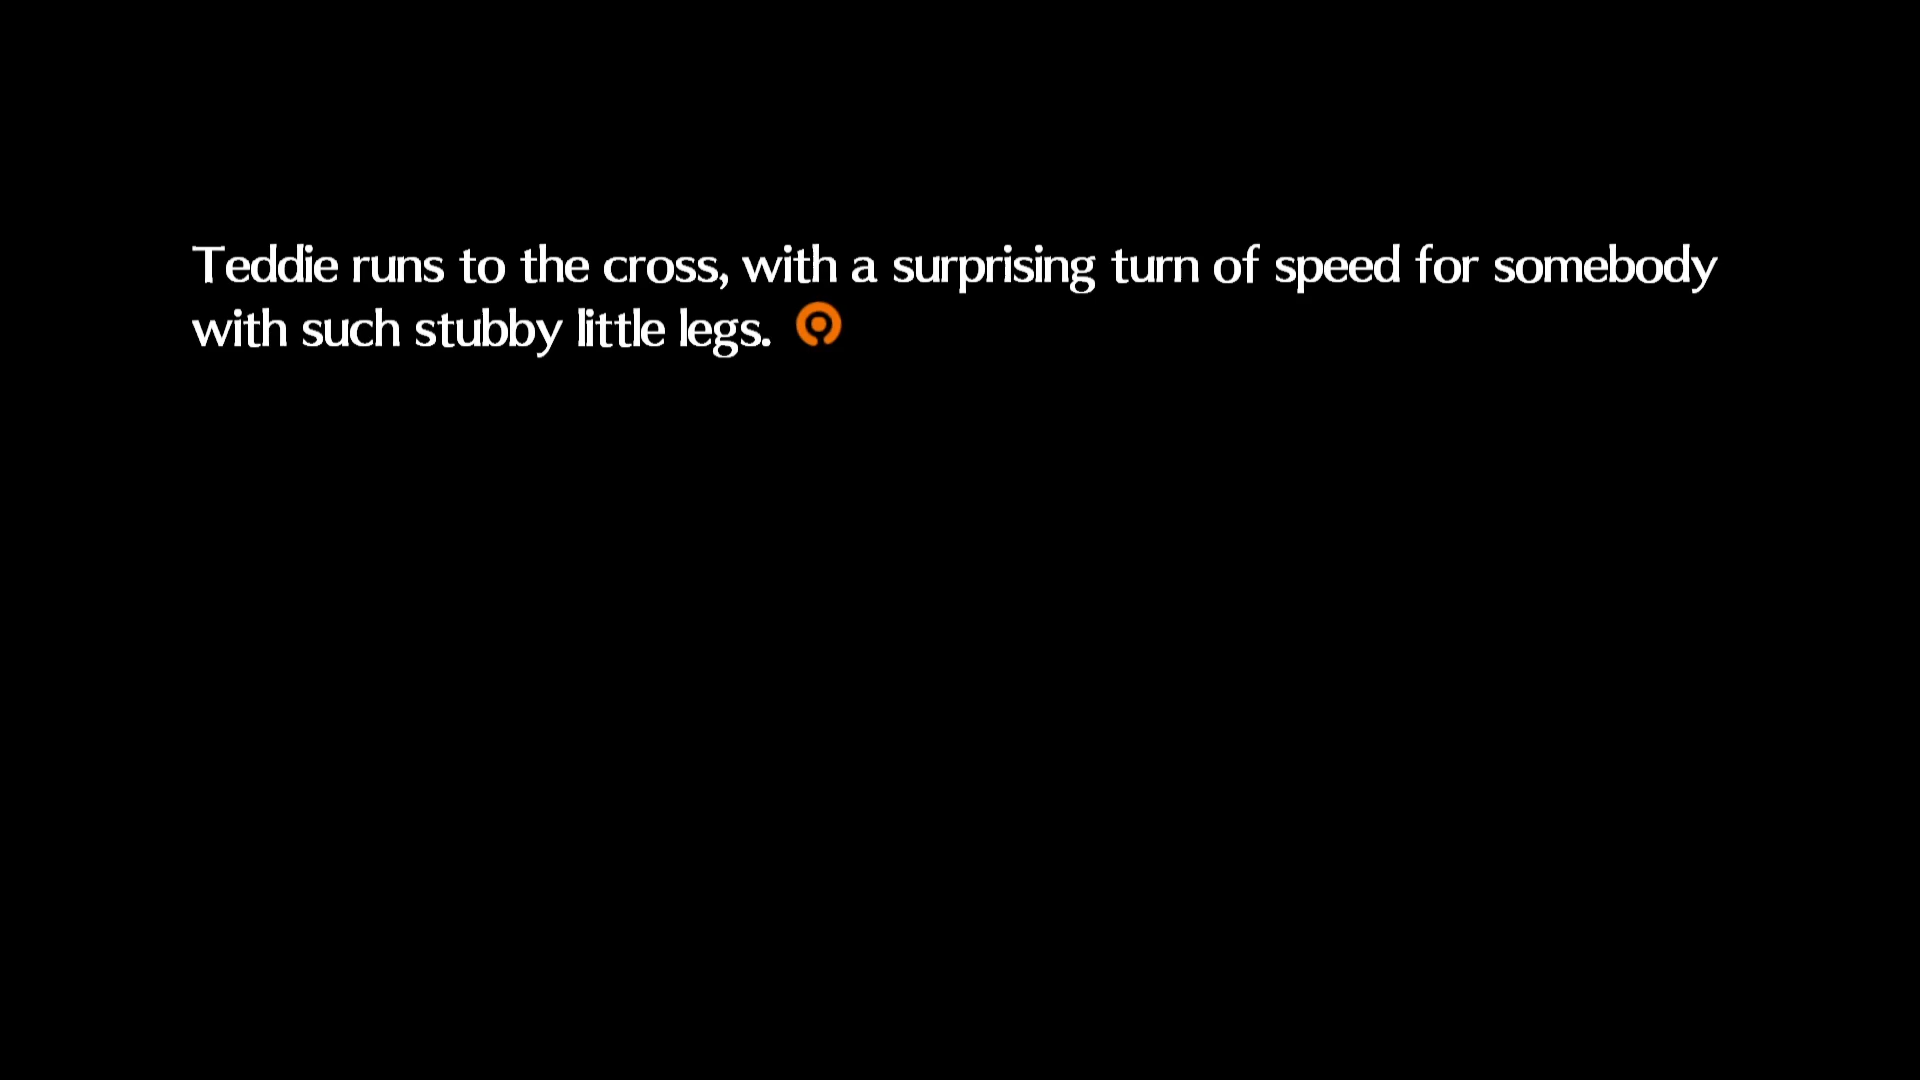 Teddie runs to the cross, with a surprising turn of speed for somebody
with such stubby little legs.